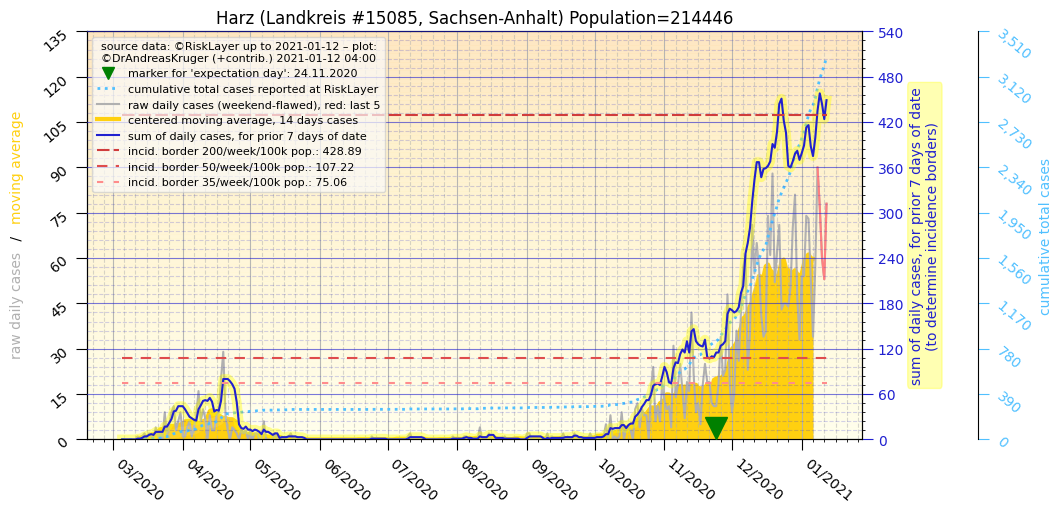 Harz (Landkreis #15085, Sachsen-Anhalt) Population=214446
source data: ©RiskLayer up to 2021-01-12 – plot:
©DrAndreasKruger (+contrib.) 2021-01-12 04:00
marker for 'expectation day': 24.11.2020
cumulative total cases reported at RiskLayer
raw daily cases (weekend-flawed), red: last 5
centered moving average, 14 days cases
sum of daily cases, for prior 7 days of date
incid. border 200/week/100k pop.: 428.89
incid. border 50/week/100k pop.: 107.22
incid. border 35/week/100k pop.: 75.06
raw daily cases / moving average
135
120
105
90
75
60
45
30
15
0
03/2020
04/2020
05/2020
06/2020
07/2020
08/2020
09/2020
10/2020
11/2020
12/2020
01/2021
540
480
420
360
300
240
180
120
60
0
sum of daily cases, for prior 7 days of date
(to determine incidence borders)
3,510
3,120
2,730
2,340
1,950
1,560
1,170
780
390
0
cumulative total cases